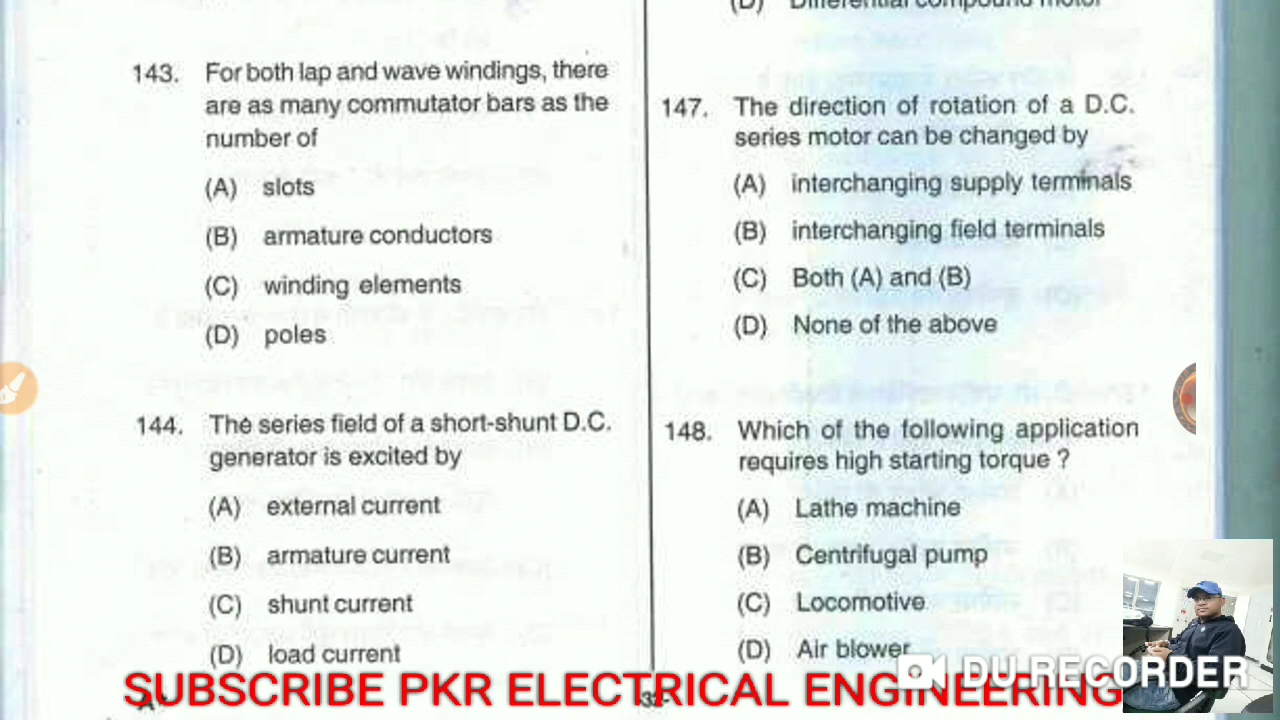 143. For both lap and wave windings, there
are as many commutator bars as the
number of
(A) slots
(B) armature conductors
(C) winding elements
(D) poles
144. The series field of a short-shunt D.C.
generator is excited by
(A) external current
(B) armature current
(C) shunt current
(D) load current
(D) Differential compound motor
147. The direction of rotation of a D.C.
series motor can be changed by
(A) interchanging supply terminals
(B) interchanging field terminals
(C) Both (A) and (B)
(D) None of the above
148. Which of the following application
requires high starting torque ?
(A) Lathe machine
(B) Centrifugal pump
(C) Locomotive
(D) Air blower
DU RECORDER
SUBSCRIBE PKR ELECTRICAL ENGINEERING